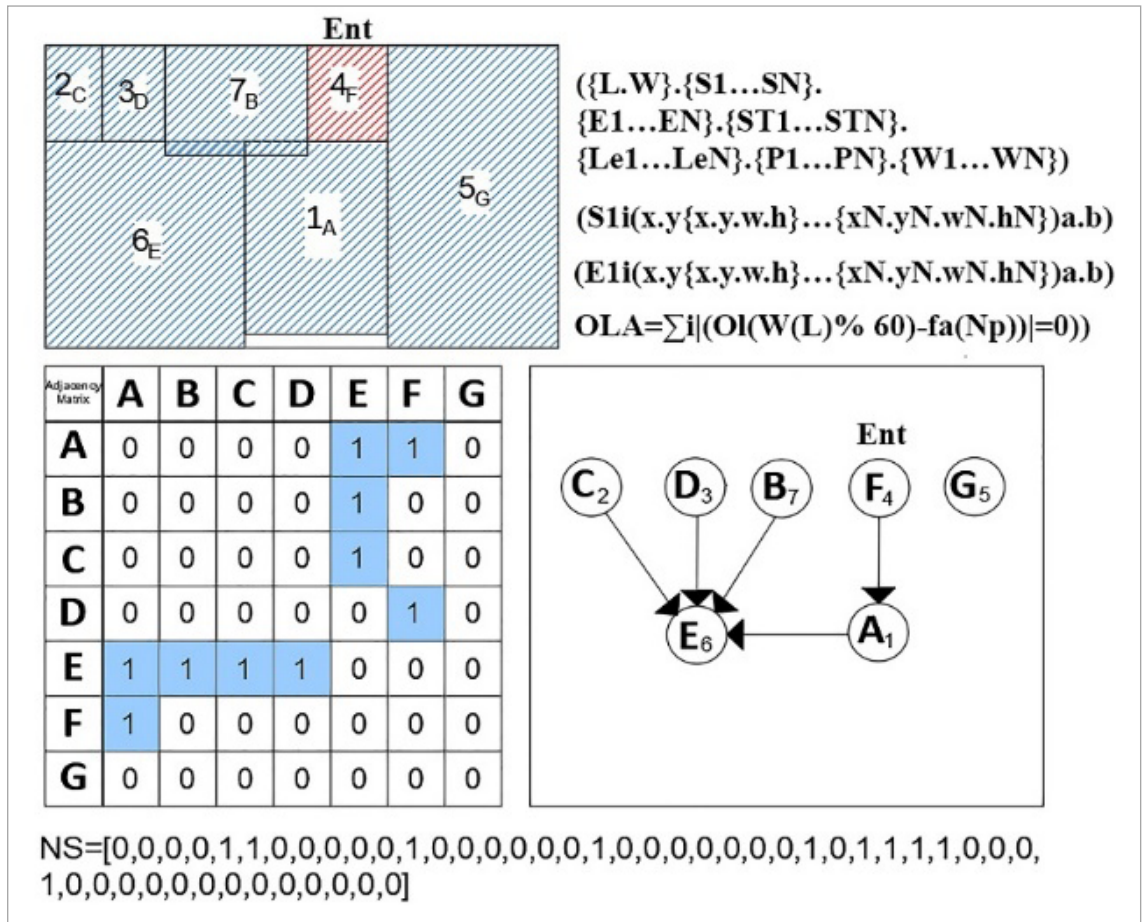 Ent
2C 3D 7B 4F
5G
1A
6E
({L.W}.{S1...SN}.
{E1...EN}.{ST1...STN}.
{Le1...LeN}.{P1...PN}.{W1...WN})
(S1i(x.y{x.y.w.h}...{xN.yN.wN.hN})a.b)
(E1i(x.y{x.y.w.h}...{xN.yN.wN.hN})a.b)
OLA=∑i|(Ol(W(L)% 60)-fa(Np))|=0))
Adjacency
Matrix A B C D E F G
A 0 0 0 0 1 1 0
B 0 0 0 0 1 0 0
C 0 0 0 0 1 0 0
D 0 0 0 0 0 1 0
E 1 1 1 1 0 0 0
F 1 0 0 0 0 0 0
G 0 0 0 0 0 0 0
Ent
C2 D3 B7 F4 G5
E6 A1
NS=[0,0,0,0,1,1,0,0,0,0,0,1,0,0,0,0,0,0,1,0,0,0,0,0,0,0,1,0,1,1,1,1,0,0,0,
1,0,0,0,0,0,0,0,0,0,0,0,0,0]